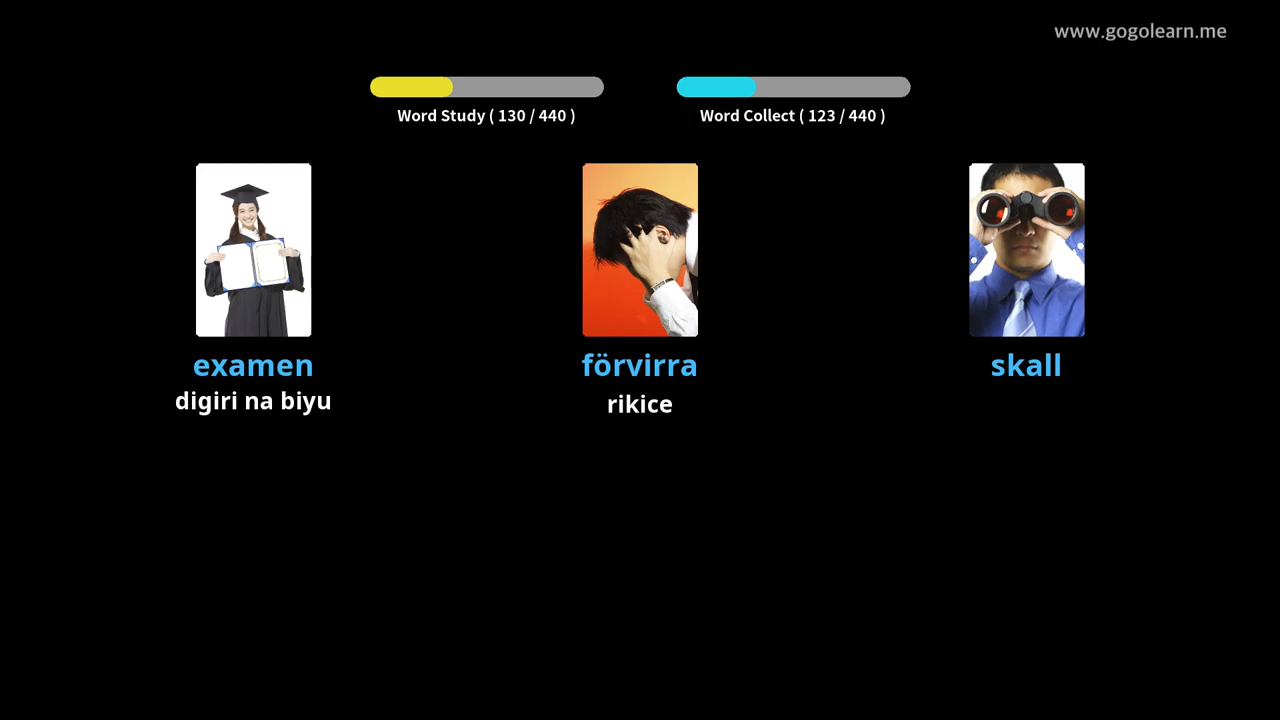 www.gogolearn.me
Word Study ( 130 / 440 )
Word Collect ( 123 / 440 )
examen
digiri na biyu
förvirra
rikice
skall